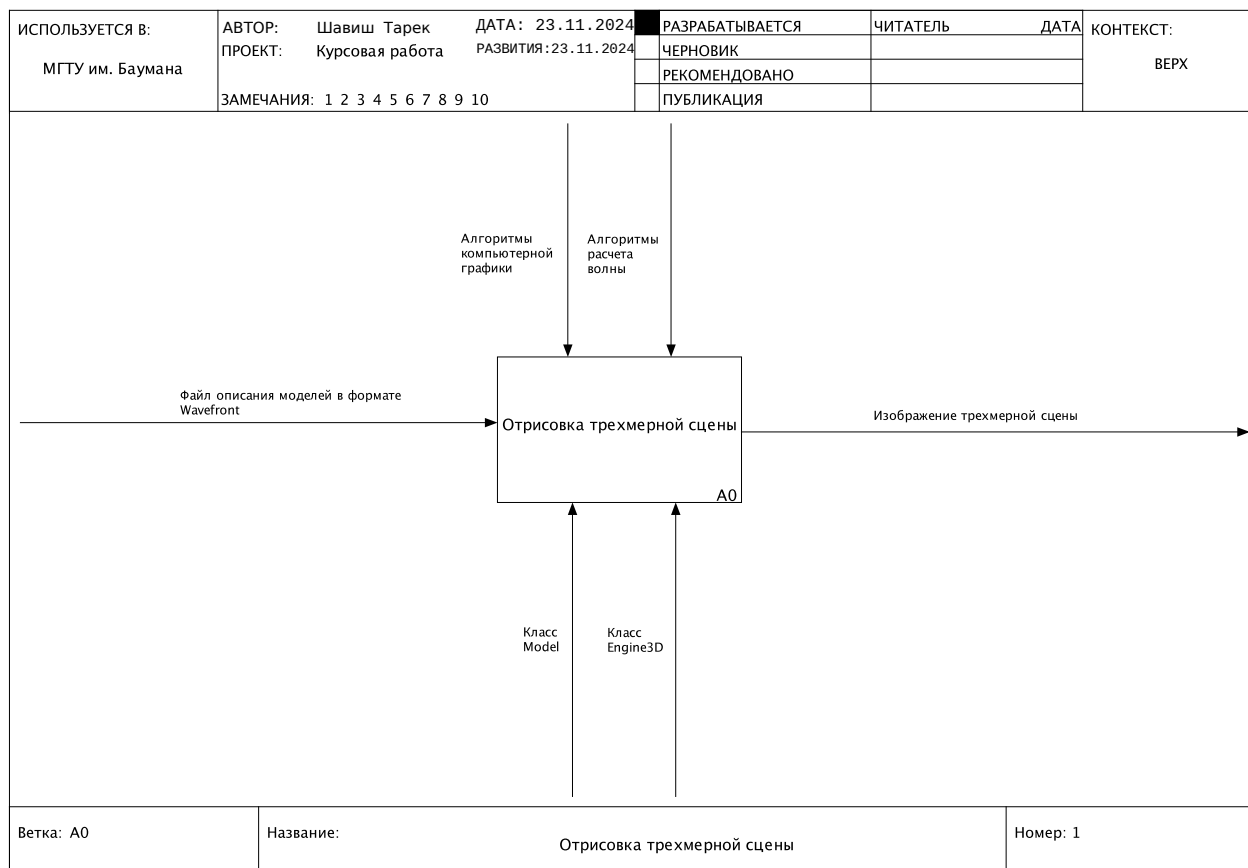 ИСПОЛЬЗУЕТСЯ В:
МГТУ им. Баумана
АВТОР: Шавиш Тарек ДАТА: 23.11.2024
ПРОЕКТ: Курсовая работа РАЗВИТИЯ:23.11.2024
ЗАМЕЧАНИЯ: 1 2 3 4 5 6 7 8 9 10
РАЗРАБАТЫВАЕТСЯ
ЧЕРНОВИК
РЕКОМЕНДОВАНО
ПУБЛИКАЦИЯ
ЧИТАТЕЛЬ ДАТА
КОНТЕКСТ:
ВЕРХ
Алгоритмы
компьютерной
графики
Алгоритмы
расчета
волны
Файл описания моделей в формате
Wavefront
Отрисовка трехмерной сцены
A0
Изображение трехмерной сцены
Класс
Model
Класс
Engine3D
Ветка: A0
Название:
Отрисовка трехмерной сцены
Номер: 1